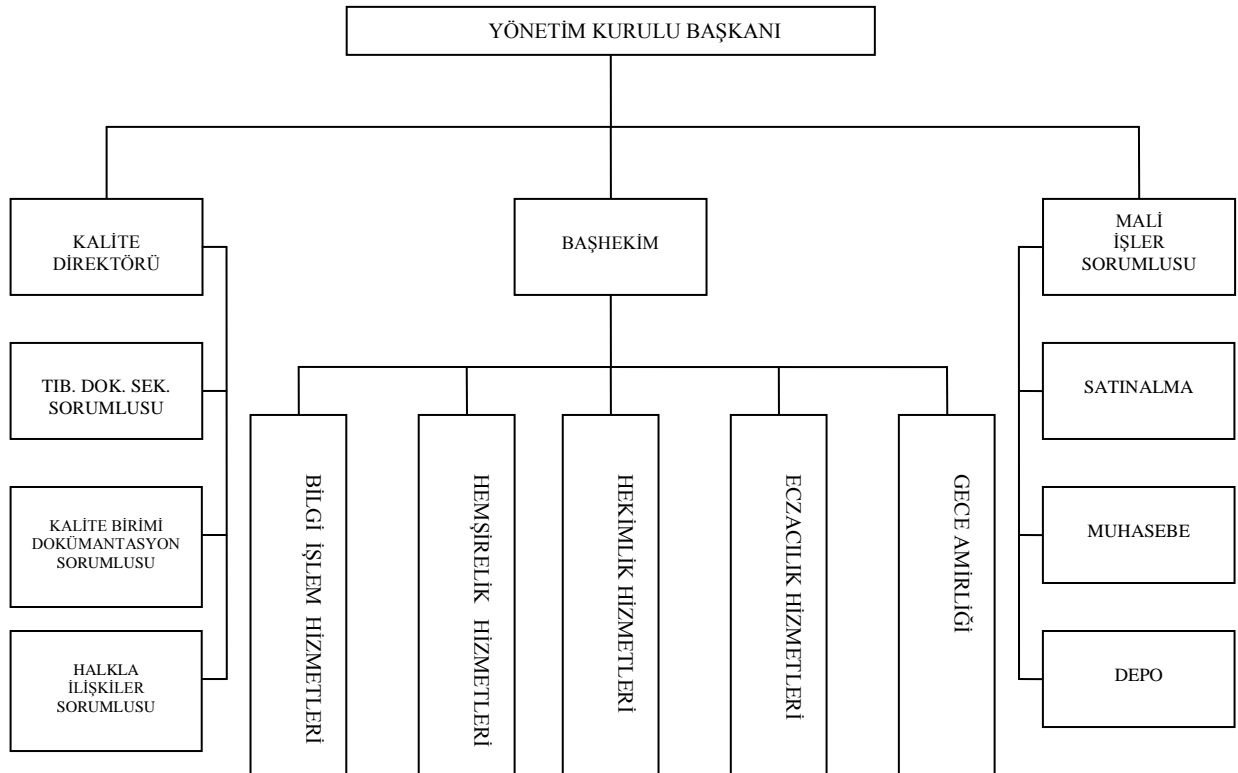 YÖNETİM KURULU BAŞKANI
KALİTE
DİREKTÖRÜ
BAŞHEKİM
MALİ
İŞLER
SORUMLUSU
TIB. DOK. SEK.
SORUMLUSU
KALİTE BİRİMİ
DOKÜMANTASYON
SORUMLUSU
HALKLA
İLİŞKİLER
SORUMLUSU
BİLGİ İŞLEM HİZMETLERİ
HEMŞİRELİK HİZMETLERİ
HEKİMLİK HİZMETLERİ
ECZACILIK HİZMETLERİ
GECE AMİRLİĞİ
SATINALMA
MUHASEBE
DEPO